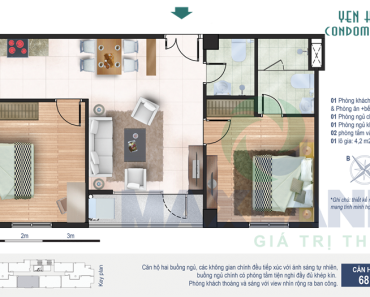 YEN H
CONDOM
01 Phòng khách
& Phòng ăn +bế
01 Phòng ngủ ch
01 Phòng ngủ k
02 phòng tắm v
01 lô gia: 4,2 m2
B
*Ghi chú: thiết kế n
mang tính minh h
GIÁ TRỊ TH
2m 3m
Key plan
Căn hộ hai buồng ngủ, các không gian chính đều tiếp xúc với ánh sáng tự nhiên,
buồng ngủ chính có phòng tắm tiện nghi đầy đủ khép kín.
Phòng khách thoáng và sáng với view nhìn rộng ra ban công.
CĂN H
68